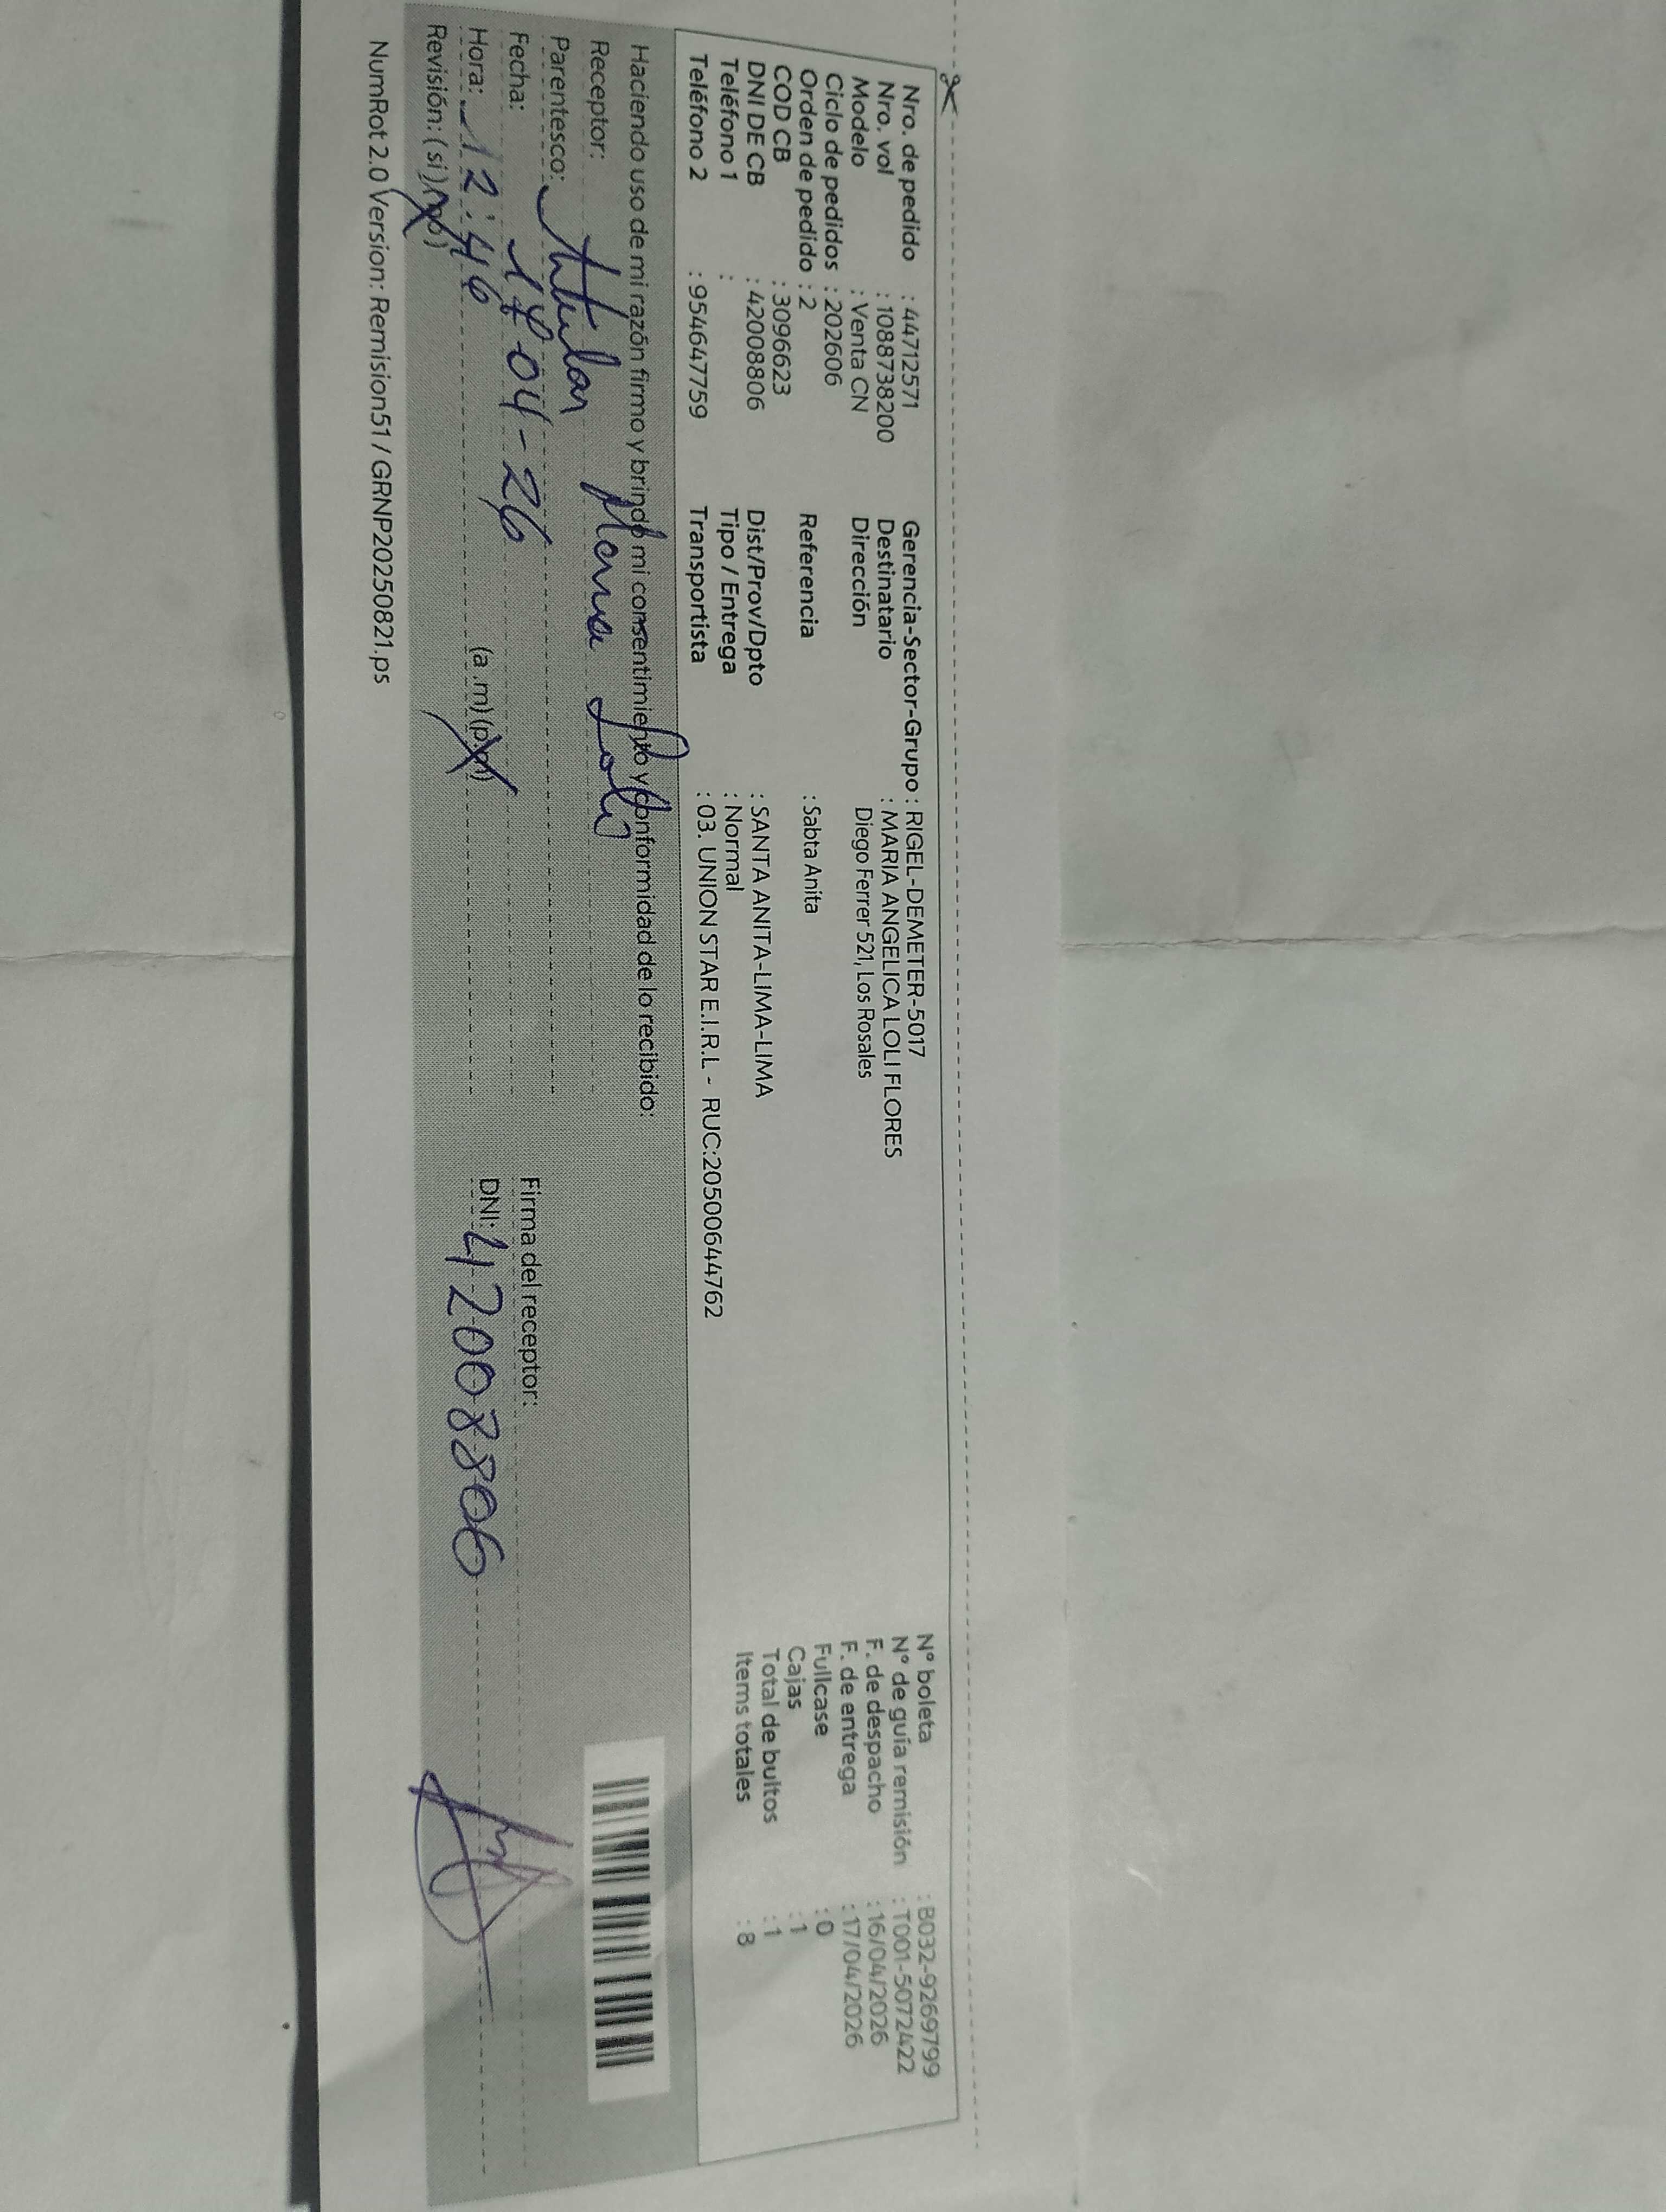 Nro. de pedido : 44712571
Nro. vol : 1088738200
Modelo : Venta CN
Ciclo de pedidos : 202606
Orden de pedido : 2
COD CB : 3096623
DNI DE CB : 42008806
Teléfono 1 :
Teléfono 2 : 954647759
Gerencia-Sector-Grupo : RIGEL-DEMETER-5017
Destinatario : MARIA ANGELICA LOLI FLORES
Dirección Diego Ferrer 521, Los Rosales
Referencia : Sabta Anita
Dist/Prov/Dpto : SANTA ANITA-LIMA-LIMA
Tipo / Entrega : Normal
Transportista : 03. UNION STAR E.I.R.L - RUC:20500644762
Nº boleta : B032-9269799
Nº de guía remisión : T001-5072422
F. de despacho : 16/04/2026
F. de entrega : 17/04/2026
Fullcase : 0
Cajas : 1
Total de bultos : 1
Items totales : 8
Haciendo uso de mi razón firmo y brindo mi consentimiento y conformidad de lo recibido:
Receptor: Maria Loli
Parentesco: titular
Fecha: 17 04-26
Hora: 12:46 (a.m) (p.m)
Revisión: (si) (no)
Firma del receptor:
DNI: 42008806
NumRot 2.0 Version: Remision51 / GRNP20250821.ps